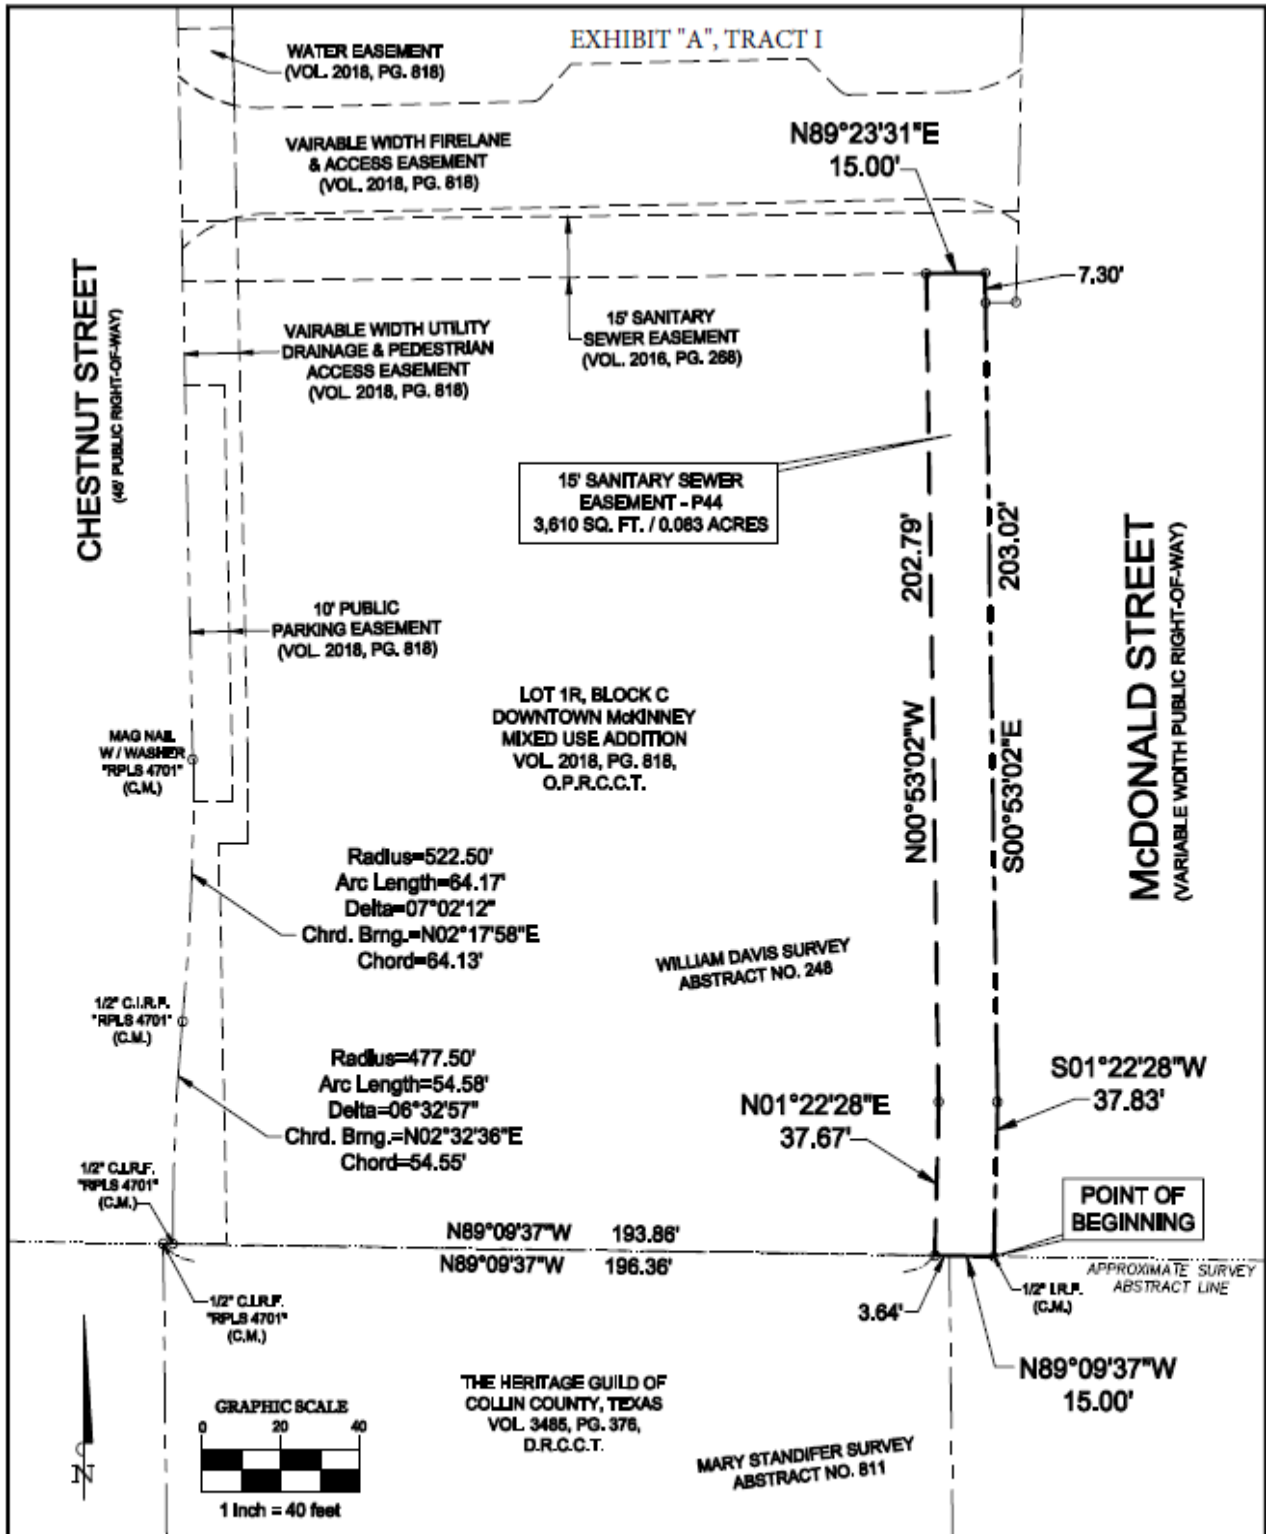 EXHIBIT "A", TRACT I
WATER EASEMENT
(VOL. 2018, PG. 818)
VAIRABLE WIDTH FIRELANE
& ACCESS EASEMENT
(VOL. 2018, PG. 818)
N89°23'31"E
15.00'
7.30'
CHESTNUT STREET
(45' PUBLIC RIGHT-OF-WAY)
VAIRABLE WIDTH UTILITY
DRAINAGE & PEDESTRIAN
ACCESS EASEMENT
(VOL. 2018, PG. 818)
15' SANITARY
SEWER EASEMENT
(VOL. 2016, PG. 268)
15' SANITARY SEWER
EASEMENT - P44
3,610 SQ. FT. / 0.083 ACRES
202.79'
N00°53'02"W
203.02'
S00°53'02"E
McDONALD STREET
(VARIABLE WDITH PUBLIC RIGHT-OF-WAY)
10' PUBLIC
PARKING EASEMENT
(VOL. 2018, PG. 818)
LOT 1R, BLOCK C
DOWNTOWN McKINNEY
MIXED USE ADDITION
VOL. 2018, PG. 818,
O.P.R.C.C.T.
MAG NAIL
W / WASHER
"RPLS 4701"
(C.M.)
Radius=522.50'
Arc Length=64.17'
Delta=07°02'12"
Chrd. Brng.=N02°17'58"E
Chord=64.13'
WILLIAM DAVIS SURVEY
ABSTRACT NO. 248
1/2" C.I.R.F.
"RPLS 4701"
(C.M.)
Radius=477.50'
Arc Length=54.58'
Delta=06°32'57"
Chrd. Brng.=N02°32'36"E
Chord=54.55'
N01°22'28"E
37.67'
S01°22'28"W
37.83'
1/2" C.I.R.F.
"RPLS 4701"
(C.M.)
POINT OF
BEGINNING
N89°09'37"W 193.86'
N89°09'37"W 196.36'
APPROXIMATE SURVEY
ABSTRACT LINE
1/2" C.I.R.F.
"RPLS 4701"
(C.M.)
3.64'
1/2" I.R.F.
(C.M.)
N89°09'37"W
15.00'
THE HERITAGE GUILD OF
COLLIN COUNTY, TEXAS
VOL. 3485, PG. 376,
D.R.C.C.T.
GRAPHIC SCALE
0 20 40
1 inch = 40 feet
N
MARY STANDIFER SURVEY
ABSTRACT NO. 811